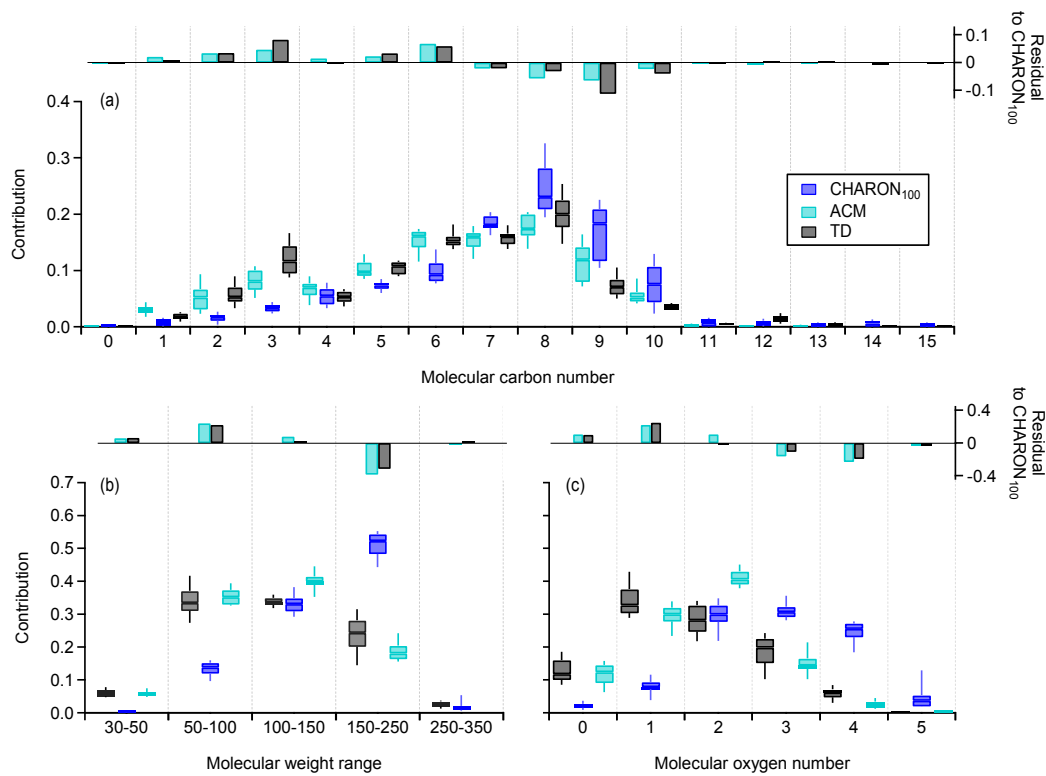 0.1
0
-0.1
Residual
to CHARON100
(a)
0.4
0.3
0.2
0.1
0.0
Contribution
CHARON100
ACM
TD
0 1 2 3 4 5 6 7 8 9 10 11 12 13 14 15
Molecular carbon number
0.4
0
-0.4
Residual
to CHARON100
(b)
0.7
0.6
0.5
0.4
0.3
0.2
0.1
0.0
Contribution
30-50 50-100 100-150 150-250 250-350
Molecular weight range
(c)
0 1 2 3 4 5
Molecular oxygen number